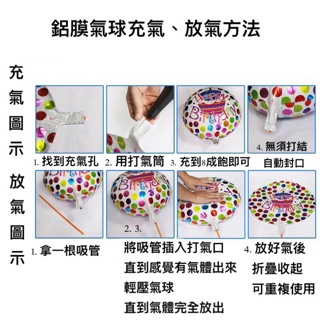 鋁膜氣球充氣、放氣方法
充氣圖示
1. 找到充氣孔
2. 用打氣筒
3. 充到8成飽即可
4. 無須打結
自動封口
放氣圖示
1. 拿一根吸管
2. 3.
將吸管插入打氣口
直到感覺有氣體出來
輕壓氣球
直到氣體完全放出
4. 放好氣後
折疊收起
可重複使用